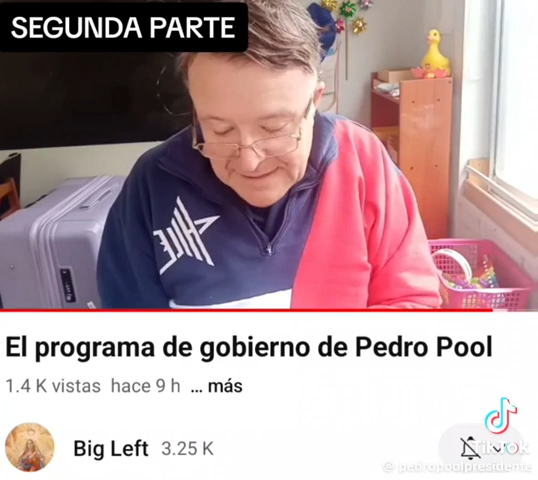 SEGUNDA PARTE
El programa de gobierno de Pedro Pool
1.4 K vistas hace 9 h ... más
Big Left 3.25 K
TikTok
@ pedropoolpresidente